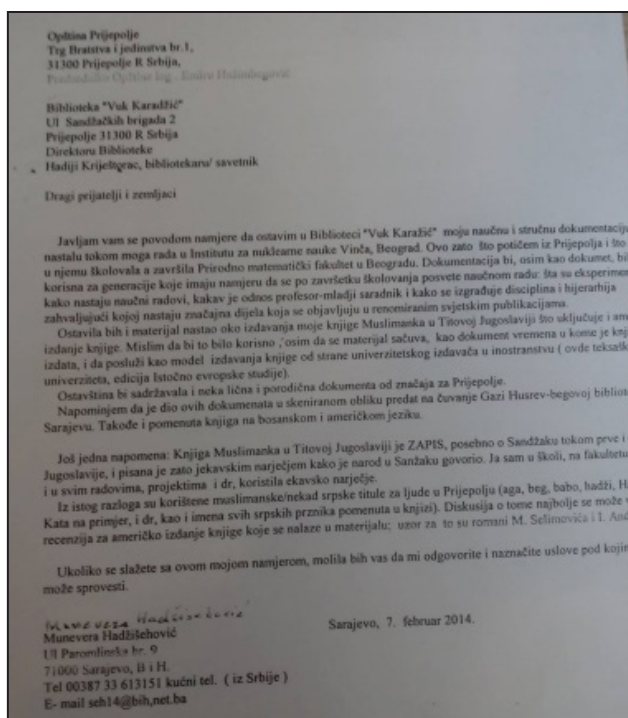 Opština Prijepolje
Trg Bratstva i jedinstva br.1,
31300 Prijepolje R Srbija,
Predsedniku Opštine Ing. Emiru Hašimbegović
Biblioteka "Vuk Karadžić"
Ul Sandžačkih brigada 2
Prijepolje 31300 R Srbija
Direktoru Biblioteke
Hadiji Kriještorac, bibliotekaru/ savetnik
Dragi prijatelji i zemljaci
Javljam vam se povodom namjere da ostavim u Biblioteci "Vuk Karažić" moju naučnu i stručnu dokumentaciju
nastalu tokom moga rada u Institutu za nuklearne nauke Vinča, Beograd. Ovo zato što potičem iz Prijepolja i što
u njemu školovala a završila Prirodno matematički fakultet u Beogradu. Dokumentacija bi, osim kao dokumet,
korisna za generacije koje imaju namjeru da se po završetku školovanja posvete naučnom radu: šta su
kako nastaju naučni radovi, kakav je odnos profesor-mladji saradnik i kako se izgrađuje disciplina i hijerarhija
zahvaljujući kojoj nastaju značajna dijela koja se objavljuju u renomiranim svjetskim publikacijama.
Ostavila bih i materijal nastao oko izdavanja moje knjige Muslimanka u Titovoj Jugoslaviji što uključuje i
izdanje knjige. Mislim da bi to bilo korisno ,osim da se materijal sačuva, kao dokument vremena u kome je
izdata, i da posluži kao model izdavanja knjige od strane univerzitetskog izdavača u inostranstvu ( ovde
univerziteta, edicija Istočno evropske studije).
Ostavština bi sadržavala i neka lična i porodična dokumenta od značaja za Prijepolje.
Napominjem da je dio ovih dokumenata u skeniranom obliku predat na čuvanje Gazi Husrev-begovoj
Sarajevu. Takođe i pomenuta knjiga na bosanskom i američkom jeziku.
Još jedna napomena: Knjiga Muslimanka u Titovoj Jugoslaviji je ZAPIS, posebno o Sandžaku tokom prve i
Jugoslavije, i pisana je zato jekavskim narječjem kako je narod u Sanžaku govorio. Ja sam u školi, na fakultetu
i u svim radovima, projektima i dr, koristila ekavsko narječje.
Iz istog razloga su korištene muslimanske/nekad srpske titule za ljude u Prijepolju (aga, beg, babo, hadži,
Kata na primjer, i dr, kao i imena svih srpskih prznika pomenuta u knjizi). Diskusija o tome najbolje se može
recenzija za američko izdanje knjige koje se nalaze u materijalu; uzor za to su romani M. Selimovića i I.
Ukoliko se slažete sa ovom mojom namjerom, molila bih vas da mi odgovorite i naznačite uslove pod
može sprovesti.
Munevera Hadžišehović
Sarajevo, 7. februar 2014.
Munevera Hadžišehović
Ul Paromlinska br. 9
71000 Sarajevo, B i H.
Tel 00387 33 613151 kućni tel. ( iz Srbije )
E- mail seh14@bih,net.ba